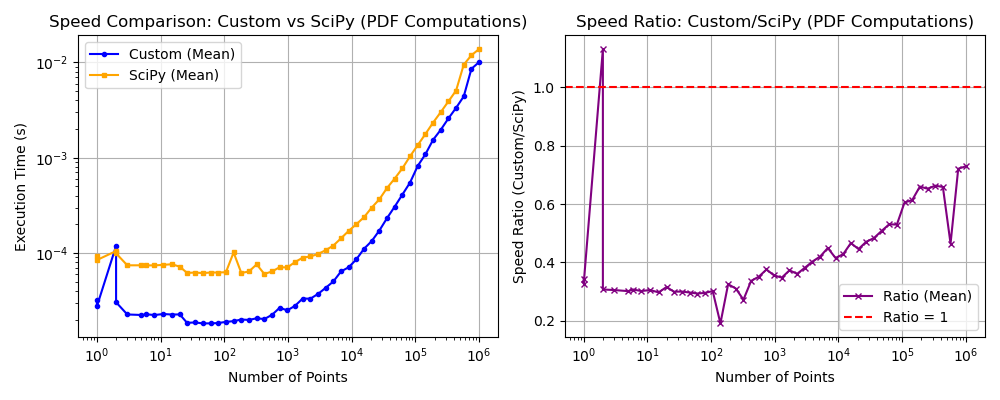 Speed Comparison: Custom vs SciPy (PDF Computations)
Custom (Mean)
SciPy (Mean)
Execution Time (s)
10⁻²
10⁻³
10⁻⁴
10⁰ 10¹ 10² 10³ 10⁴ 10⁵ 10⁶
Number of Points
Speed Ratio: Custom/SciPy (PDF Computations)
Speed Ratio (Custom/SciPy)
1.0
0.8
0.6
0.4
0.2
Ratio (Mean)
Ratio = 1
10⁰ 10¹ 10² 10³ 10⁴ 10⁵ 10⁶
Number of Points